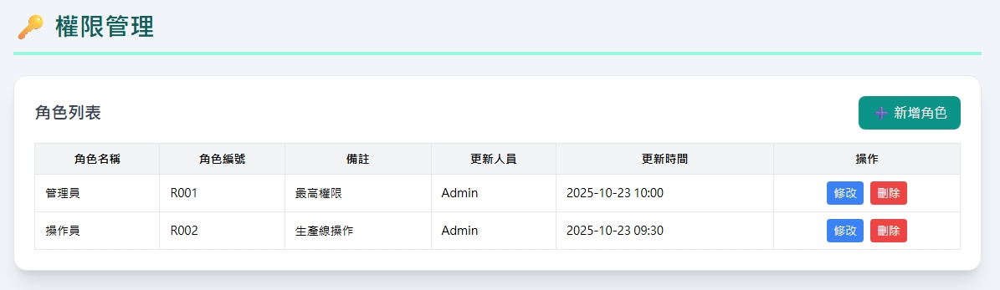 🔑 權限管理
角色列表
➕ 新增角色
角色名稱 角色編號 備註 更新人員 更新時間 操作
管理員 R001 最高權限 Admin 2025-10-23 10:00 修改 刪除
操作員 R002 生產線操作 Admin 2025-10-23 09:30 修改 刪除